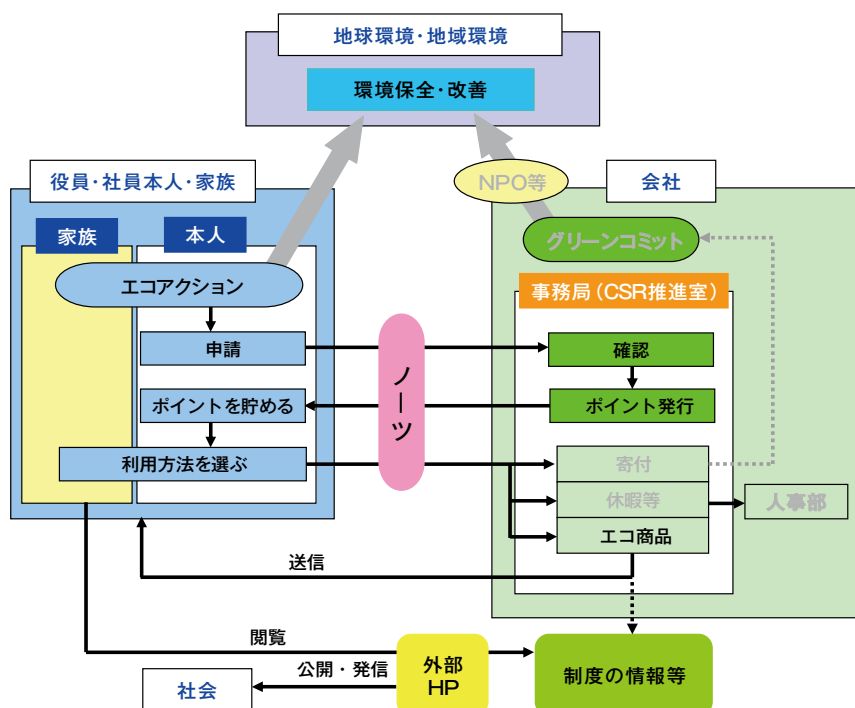 地球環境・地域環境
環境保全・改善
役員・社員本人・家族
NPO等
会社
家族
本人
グリーンコミット
エコアクション
事務局（CSR推進室）
申請
ノーツ
確認
ポイントを貯める
ポイント発行
利用方法を選ぶ
寄付
休暇等
人事部
エコ商品
送信
閲覧
外部
HP
制度の情報等
公開・発信
社会